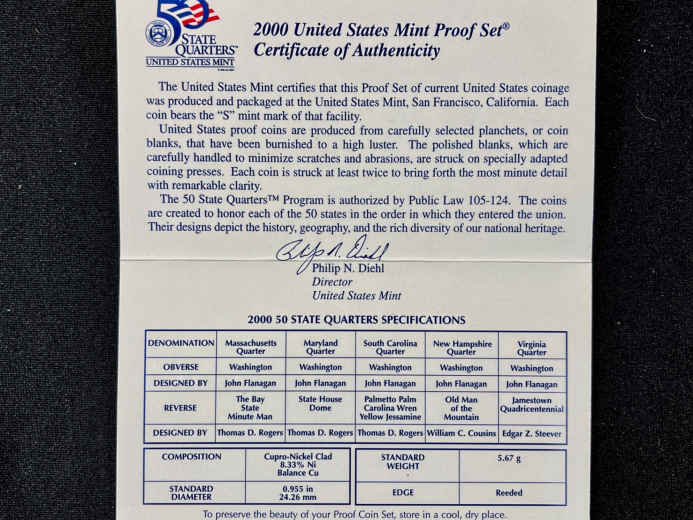 50
STATE
QUARTERS™
UNITED STATES MINT
2000 United States Mint Proof Set®
Certificate of Authenticity
The United States Mint certifies that this Proof Set of current United States coinage
was produced and packaged at the United States Mint, San Francisco, California. Each
coin bears the “S” mint mark of that facility.
United States proof coins are produced from carefully selected planchets, or coin
blanks, that have been burnished to a high luster. The polished blanks, which are
carefully handled to minimize scratches and abrasions, are struck on specially adapted
coining presses. Each coin is struck at least twice to bring forth the most minute detail
with remarkable clarity.
The 50 State Quarters™ Program is authorized by Public Law 105-124. The coins
are created to honor each of the 50 states in the order in which they entered the union.
Their designs depict the history, geography, and the rich diversity of our national heritage.
Philip N. Diehl
Philip N. Diehl
Director
United States Mint
2000 50 STATE QUARTERS SPECIFICATIONS
DENOMINATION Massachusetts Quarter Maryland Quarter South Carolina Quarter New Hampshire Quarter Virginia Quarter
OBVERSE Washington Washington Washington Washington Washington
DESIGNED BY John Flanagan John Flanagan John Flanagan John Flanagan John Flanagan
REVERSE The Bay State Minute Man State House Dome Palmetto Palm Carolina Wren Yellow Jessamine Old Man of the Mountain Jamestown Quadricentennial
DESIGNED BY Thomas D. Rogers Thomas D. Rogers Thomas D. Rogers William C. Cousins Edgar Z. Steever
COMPOSITION Cupro-Nickel Clad 8.33% Ni Balance Cu STANDARD WEIGHT 5.67 g
STANDARD DIAMETER 0.955 in 24.26 mm EDGE Reeded
To preserve the beauty of your Proof Coin Set, store in a cool, dry place.